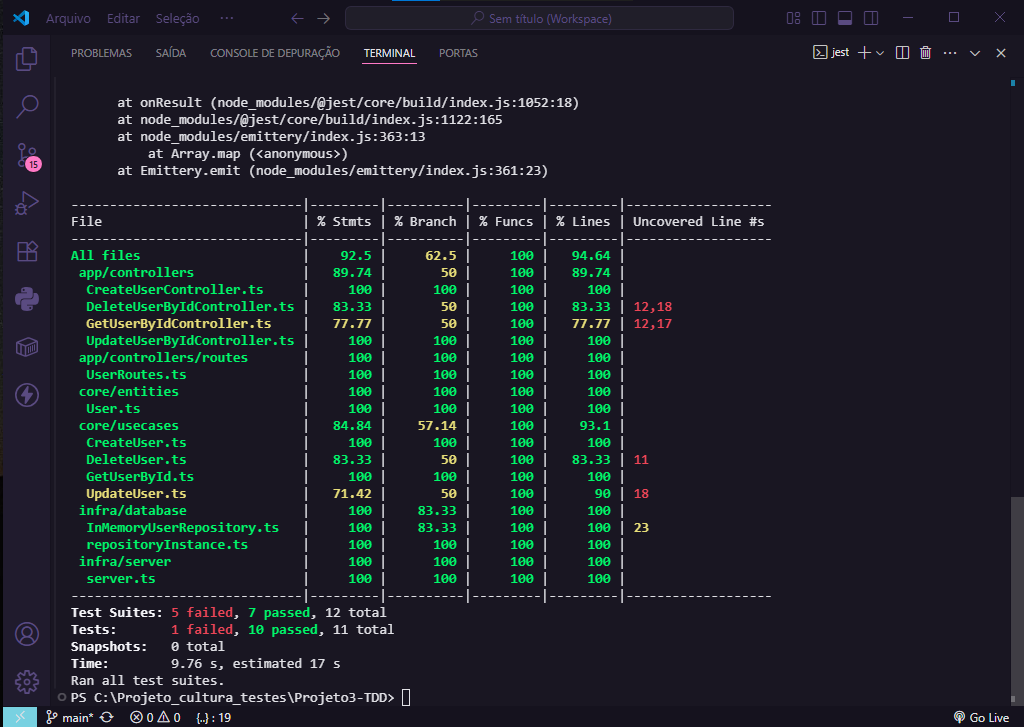 Arquivo Editar Seleção ··· Sem título (Workspace)
PROBLEMAS SAÍDA CONSOLE DE DEPURAÇÃO TERMINAL PORTAS jest
at onResult (node_modules/@jest/core/build/index.js:1052:18)
at node_modules/@jest/core/build/index.js:1122:165
at node_modules/emittery/index.js:363:13
at Array.map (<anonymous>)
at Emittery.emit (node_modules/emittery/index.js:361:23)
------------------------------|---------|----------|---------|---------|-------------------
File | % Stmts | % Branch | % Funcs | % Lines | Uncovered Line #s
------------------------------|---------|----------|---------|---------|-------------------
All files | 92.5 | 62.5 | 100 | 94.64 |
app/controllers | 89.74 | 50 | 100 | 89.74 |
CreateUserController.ts | 100 | 100 | 100 | 100 |
DeleteUserByIdController.ts | 83.33 | 50 | 100 | 83.33 | 12,18
GetUserByIdController.ts | 77.77 | 50 | 100 | 77.77 | 12,17
UpdateUserByIdController.ts | 100 | 100 | 100 | 100 |
app/controllers/routes | 100 | 100 | 100 | 100 |
UserRoutes.ts | 100 | 100 | 100 | 100 |
core/entities | 100 | 100 | 100 | 100 |
User.ts | 100 | 100 | 100 | 100 |
core/usecases | 84.84 | 57.14 | 100 | 93.1 |
CreateUser.ts | 100 | 100 | 100 | 100 |
DeleteUser.ts | 83.33 | 50 | 100 | 83.33 | 11
GetUserById.ts | 100 | 100 | 100 | 100 |
UpdateUser.ts | 71.42 | 50 | 100 | 90 | 18
infra/database | 100 | 83.33 | 100 | 100 |
InMemoryUserRepository.ts | 100 | 83.33 | 100 | 100 | 23
repositoryInstance.ts | 100 | 100 | 100 | 100 |
infra/server | 100 | 100 | 100 | 100 |
server.ts | 100 | 100 | 100 | 100 |
------------------------------|---------|----------|---------|---------|-------------------
Test Suites: 5 failed, 7 passed, 12 total
Tests: 1 failed, 10 passed, 11 total
Snapshots: 0 total
Time: 9.76 s, estimated 17 s
Ran all test suites.
PS C:\Projeto_cultura_testes\Projeto3-TDD>
15
main* 0 0 {..} : 19 Go Live